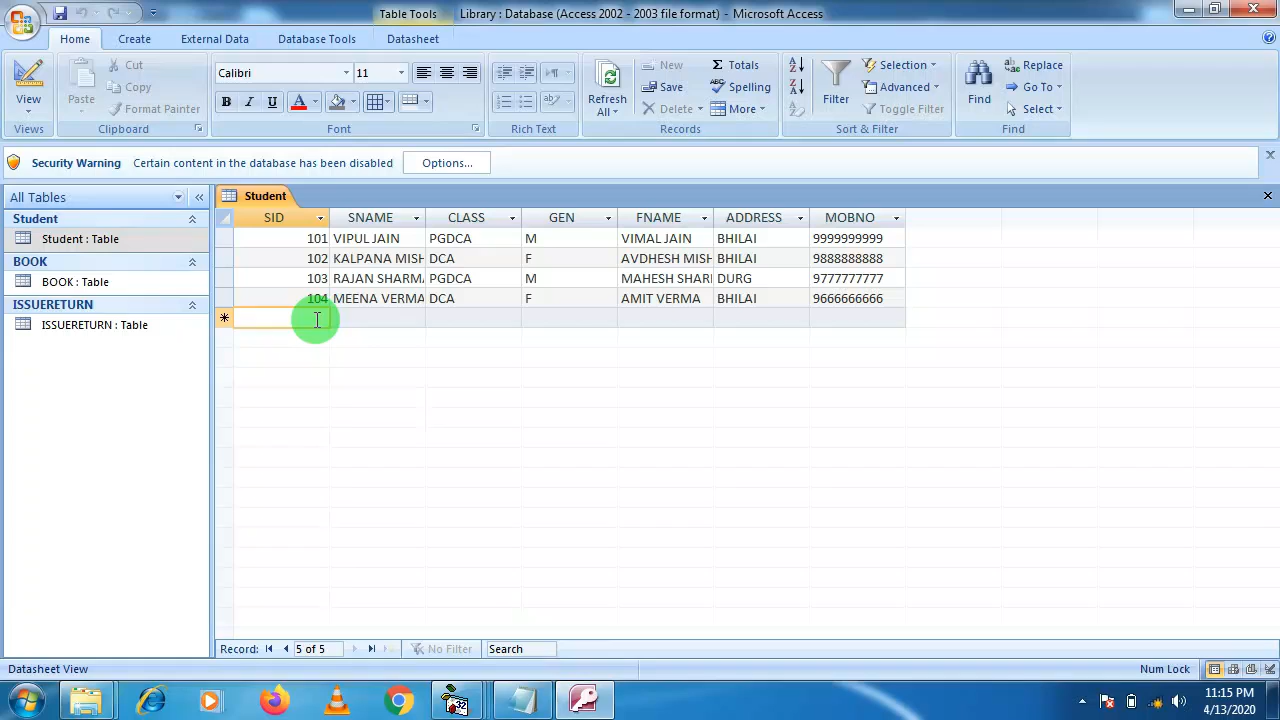 Table Tools
Library : Database (Access 2002 - 2003 file format) - Microsoft Access
Home Create External Data Database Tools Datasheet
View
Views
Paste
Cut
Copy
Format Painter
Clipboard
Calibri 11
B I U A
Font
Rich Text
Refresh All
New
Save
Delete
Totals
Spelling
More
Records
Filter
Selection
Advanced
Toggle Filter
Sort & Filter
Find
Replace
Go To
Select
Find
Security Warning Certain content in the database has been disabled Options...
All Tables
Student
Student : Table
BOOK
BOOK : Table
ISSUERETURN
ISSUERETURN : Table
Student
SID SNAME CLASS GEN FNAME ADDRESS MOBNO
101 VIPUL JAIN PGDCA M VIMAL JAIN BHILAI 9999999999
102 KALPANA MISH DCA F AVDHESH MISH BHILAI 9888888888
103 RAJAN SHARMA PGDCA M MAHESH SHARI DURG 9777777777
104 MEENA VERMA DCA F AMIT VERMA BHILAI 9666666666
Record: 5 of 5 No Filter Search
Datasheet View Num Lock
32
11:15 PM
4/13/2020